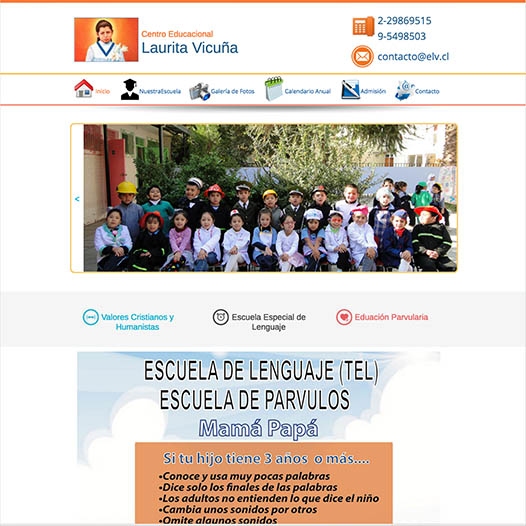 Centro Educacional
Laurita Vicuña
2-29869515
9-5498503
contacto@elv.cl
Inicio
NuestraEscuela
Galería de Fotos
Calendario Anual
Admisión
Contacto
<
Valores Cristianos y
Humanistas
Escuela Especial de
Lenguaje
Eduación Parvularia
ESCUELA DE LENGUAJE (TEL)
ESCUELA DE PARVULOS
Mamá Papá
Si tu hijo tiene 3 años o más....
•Conoce y usa muy pocas palabras
•Dice solo los finales de las palabras
•Los adultos no entienden lo que dice el niño
•Cambia unos sonidos por otros
•Omite algunos sonidos